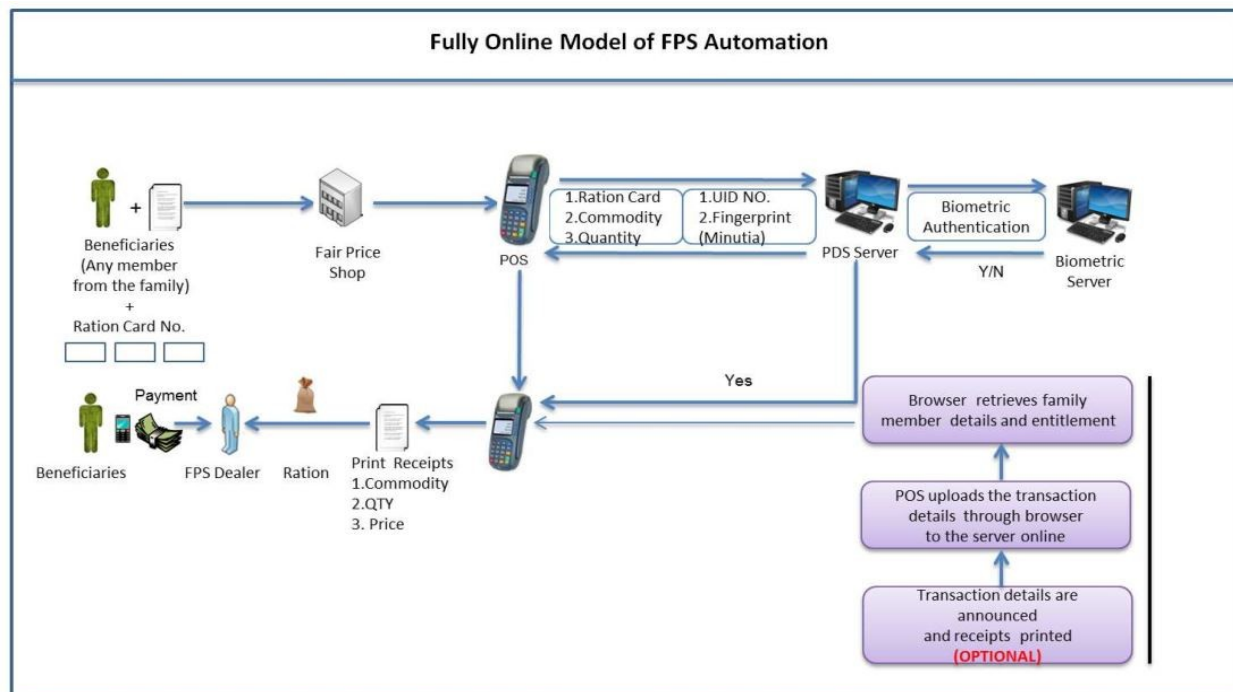 Fully Online Model of FPS Automation
+
Beneficiaries
(Any member
from the family)
+
Ration Card No.
Fair Price
Shop
POS
1.Ration Card
2.Commodity
3.Quantity
1.UID NO.
2.Fingerprint
(Minutia)
PDS Server
Biometric
Authentication
Y/N
Biometric
Server
Yes
Payment
Beneficiaries
FPS Dealer
Ration
Print Receipts
1.Commodity
2.QTY
3. Price
Browser retrieves family
member details and entitlement
POS uploads the transaction
details through browser
to the server online
Transaction details are
announced
and receipts printed
(OPTIONAL)